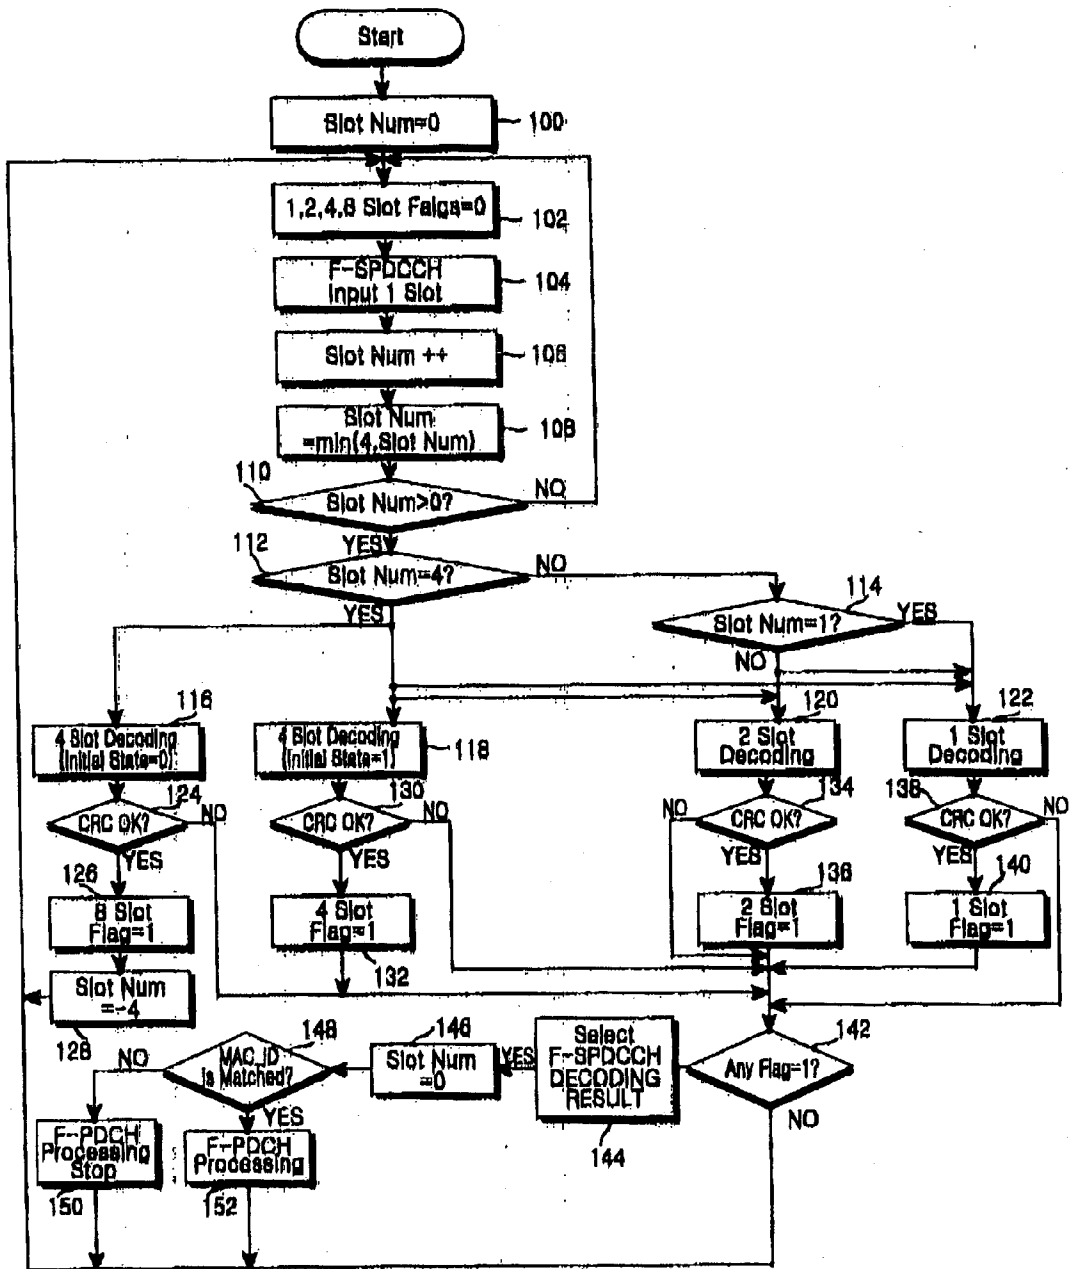 Start
Slot Num=0
100
1,2,4,8 Slot Falgs=0
102
F-SPDCCH
Input 1 Slot
104
Slot Num ++
106
Slot Num
=min(4,Slot Num)
108
110
Slot Num>0?
NO
YES
112
Slot Num=4?
NO
YES
114
Slot Num=1?
YES
NO
116
4 Slot Decoding
(Initial State=0)
4 Slot Decoding
(Initial State=1)
118
120
2 Slot
Decoding
122
1 Slot
Decoding
124
CRC OK?
NO
YES
130
CRC OK?
NO
YES
134
NO
CRC OK?
YES
138
CRC OK?
NO
YES
126
8 Slot
Flag=1
4 Slot
Flag=1
132
136
2 Slot
Flag=1
140
1 Slot
Flag=1
Slot Num
=-4
128
148
MAC_ID
is Matched?
NO
YES
146
Slot Num
=0
YES
Select
F-SPDCCH
DECODING
RESULT
144
142
Any Flag=1?
NO
F-PDCH
Processing
Stop
150
F-PDCH
Processing
152